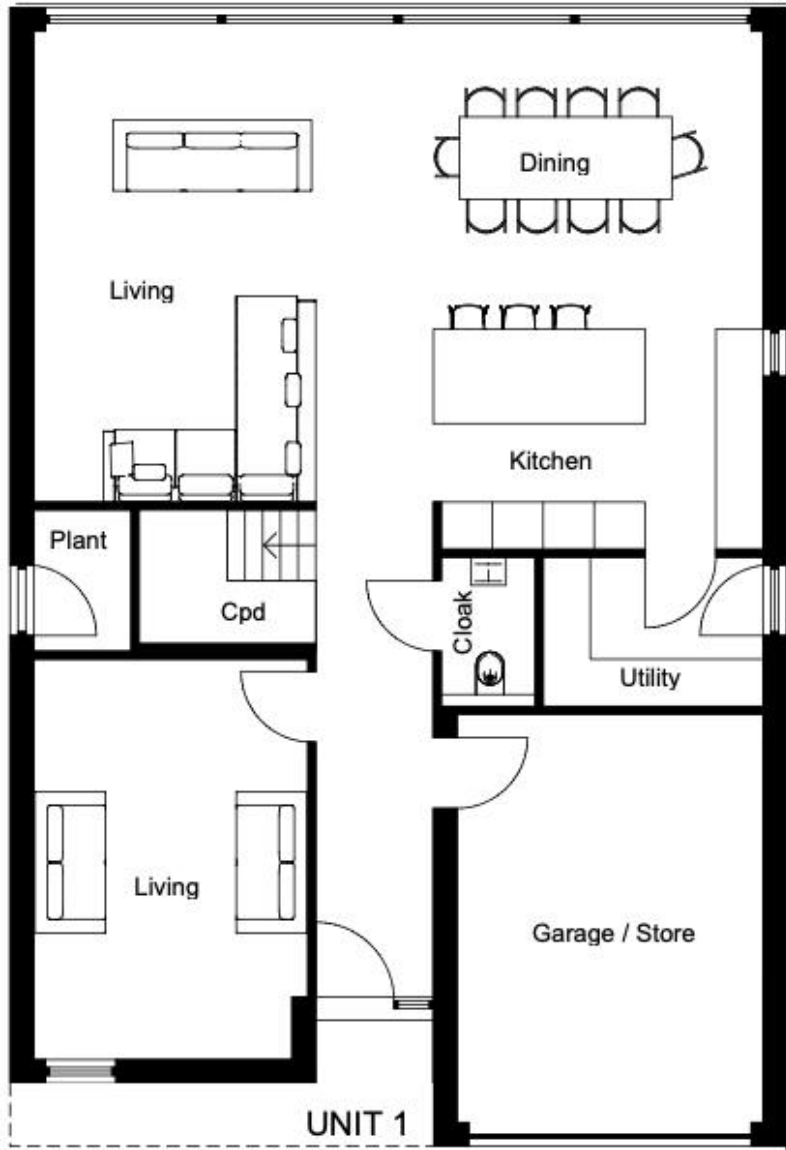 Dining
Living
Kitchen
Plant
Cpd
Cloak
Utility
Living
Garage / Store
UNIT 1